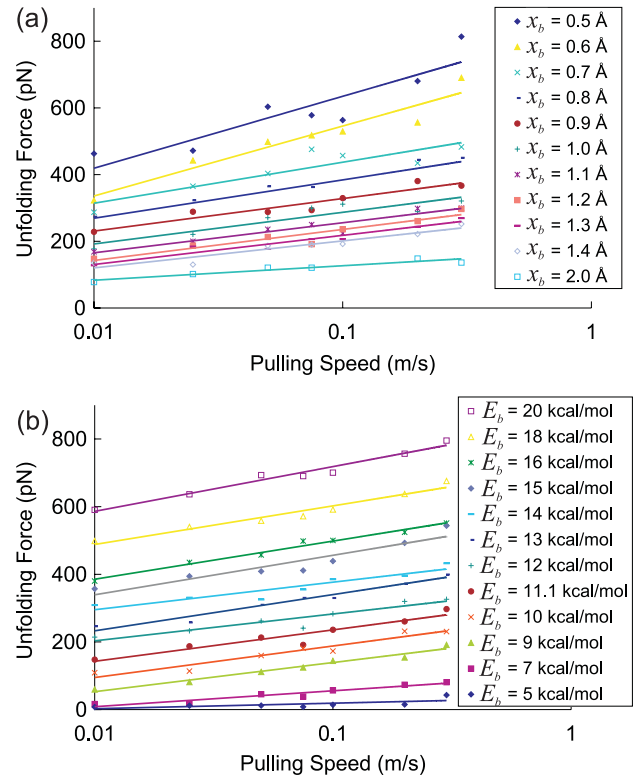 (a)
800
600
400
200
0
Unfolding Force (pN)
0.01
0.1
1
Pulling Speed (m/s)
x_b = 0.5 Å
x_b = 0.6 Å
x_b = 0.7 Å
x_b = 0.8 Å
x_b = 0.9 Å
x_b = 1.0 Å
x_b = 1.1 Å
x_b = 1.2 Å
x_b = 1.3 Å
x_b = 1.4 Å
x_b = 2.0 Å
(b)
800
600
400
200
0
Unfolding Force (pN)
0.01
0.1
1
Pulling Speed (m/s)
E_b = 20 kcal/mol
E_b = 18 kcal/mol
E_b = 16 kcal/mol
E_b = 15 kcal/mol
E_b = 14 kcal/mol
E_b = 13 kcal/mol
E_b = 12 kcal/mol
E_b = 11.1 kcal/mol
E_b = 10 kcal/mol
E_b = 9 kcal/mol
E_b = 7 kcal/mol
E_b = 5 kcal/mol